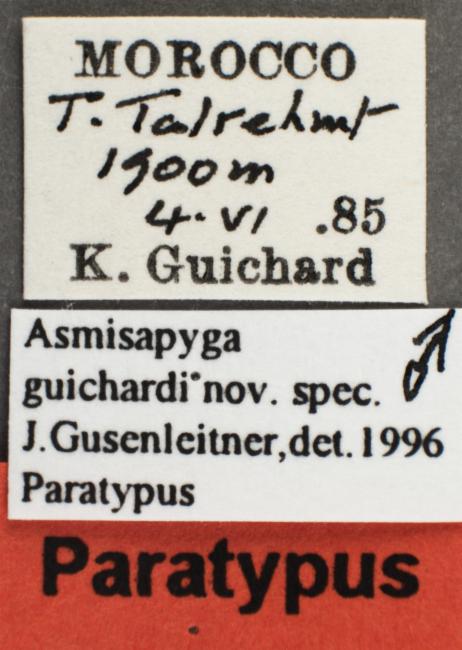 MOROCCO
T. Talrehmt
1900m
4.VI .85
K. Guichard
Asmisapyga ♂
guichardi nov. spec.
J.Gusenleitner,det.1996
Paratypus
Paratypus